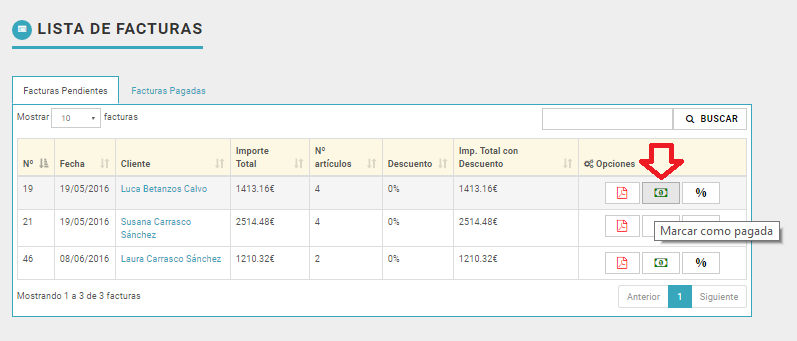 LISTA DE FACTURAS
Facturas Pendientes Facturas Pagadas
Mostrar 10 facturas BUSCAR
Nº Fecha Cliente Importe Total Nº artículos Descuento Imp. Total con Descuento Opciones
19 19/05/2016 Luca Betanzos Calvo 1413.16€ 4 0% 1413.16€ %
21 19/05/2016 Susana Carrasco Sánchez 2514.48€ 4 0% 2514.48€
Marcar como pagada
46 08/06/2016 Laura Carrasco Sánchez 1210.32€ 2 0% 1210.32€ %
Mostrando 1 a 3 de 3 facturas Anterior 1 Siguiente